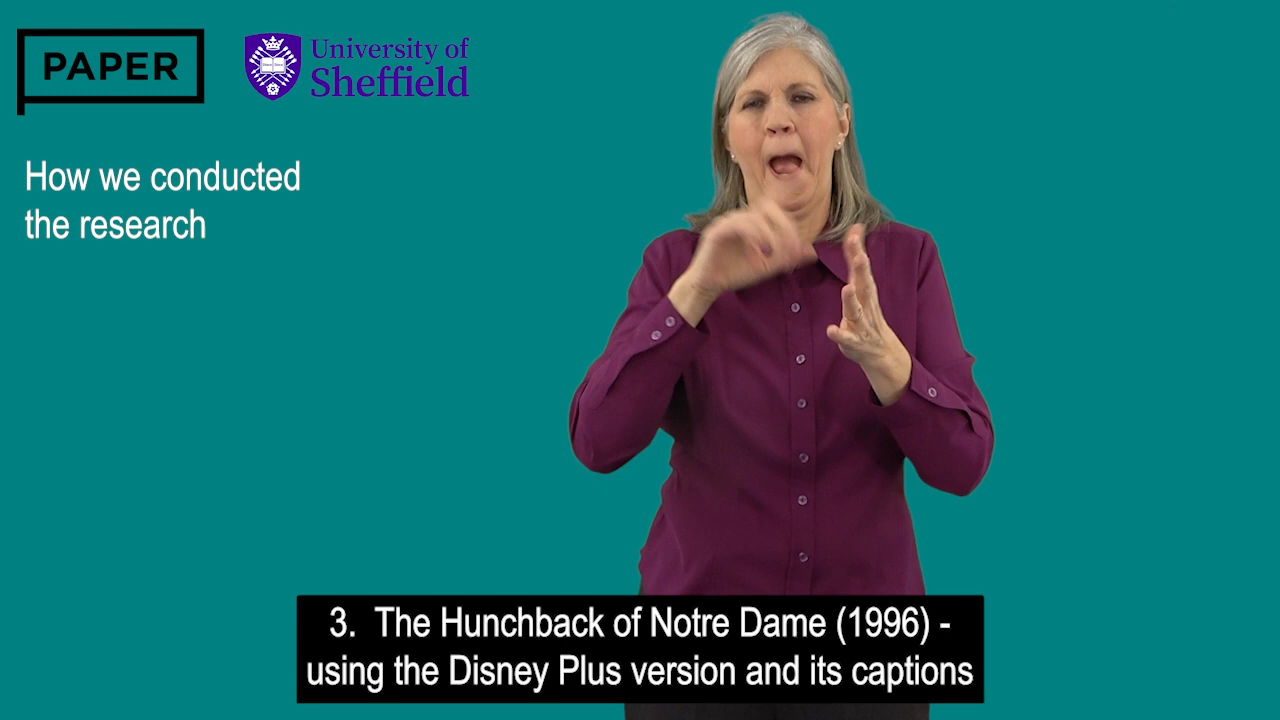 PAPER
University of
Sheffield
How we conducted
the research
3. The Hunchback of Notre Dame (1996) -
using the Disney Plus version and its captions